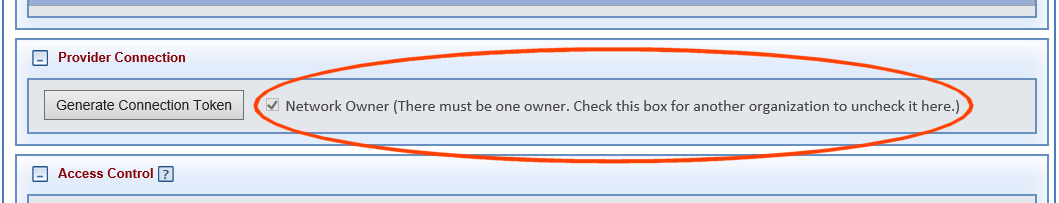 Provider Connection
Generate Connection Token
Network Owner (There must be one owner. Check this box for another organization to uncheck it here.)
Access Control ?